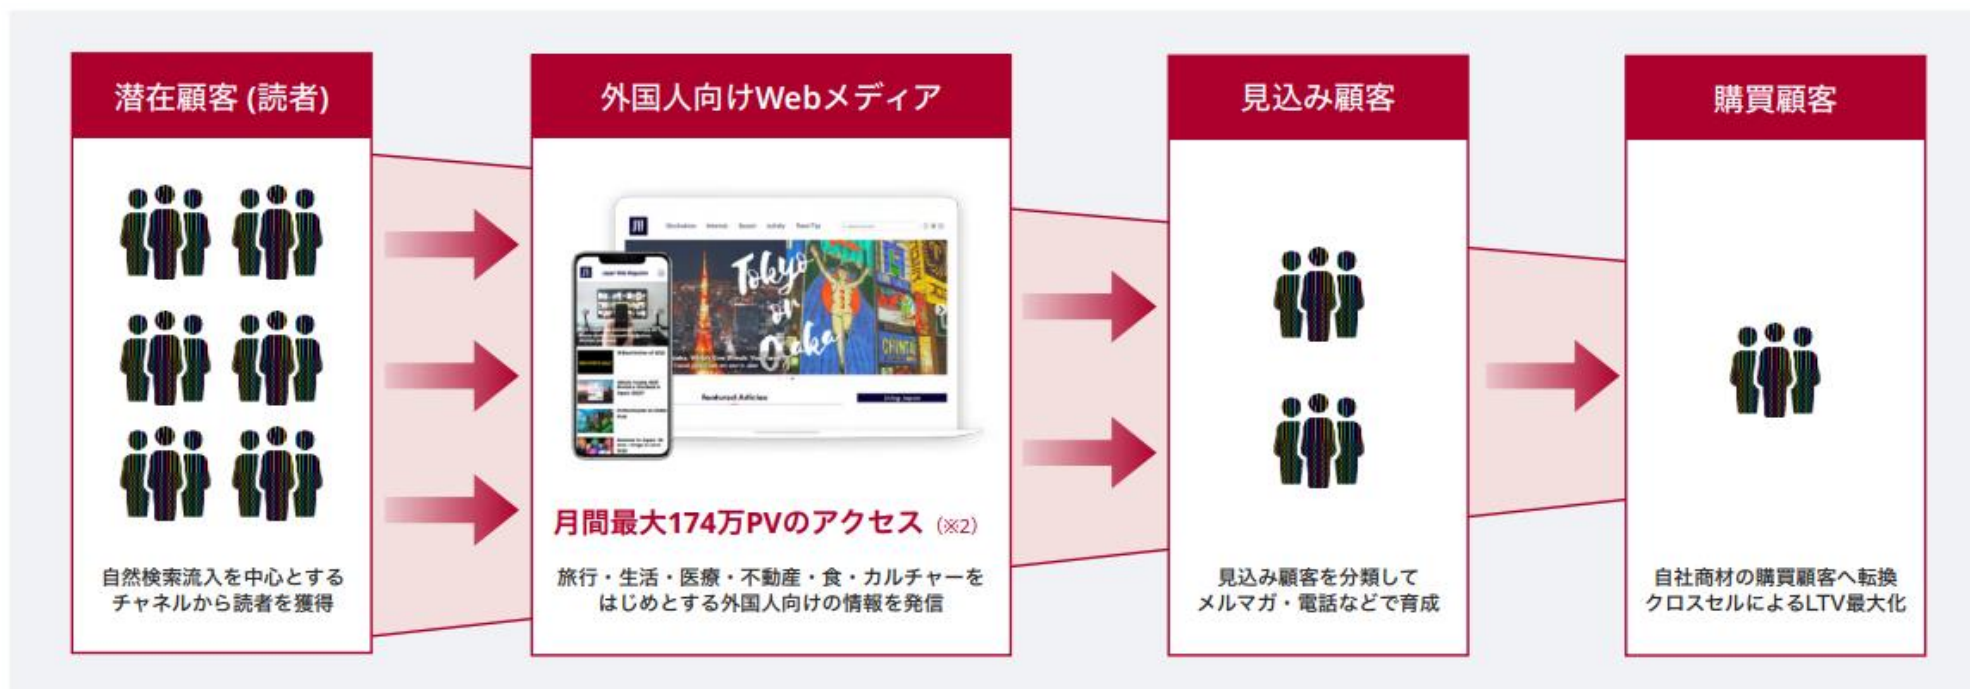 潜在顧客 (読者)
自然検索流入を中心とする
チャネルから読者を獲得
外国人向けWebメディア
Tokyo
or
Osaka
Featured Articles
Living Japan
月間最大174万PVのアクセス (※2)
旅行・生活・医療・不動産・食・カルチャーを
はじめとする外国人向けの情報を発信
見込み顧客
見込み顧客を分類して
メルマガ・電話などで育成
購買顧客
自社商材の購買顧客へ転換
クロスセルによるLTV最大化